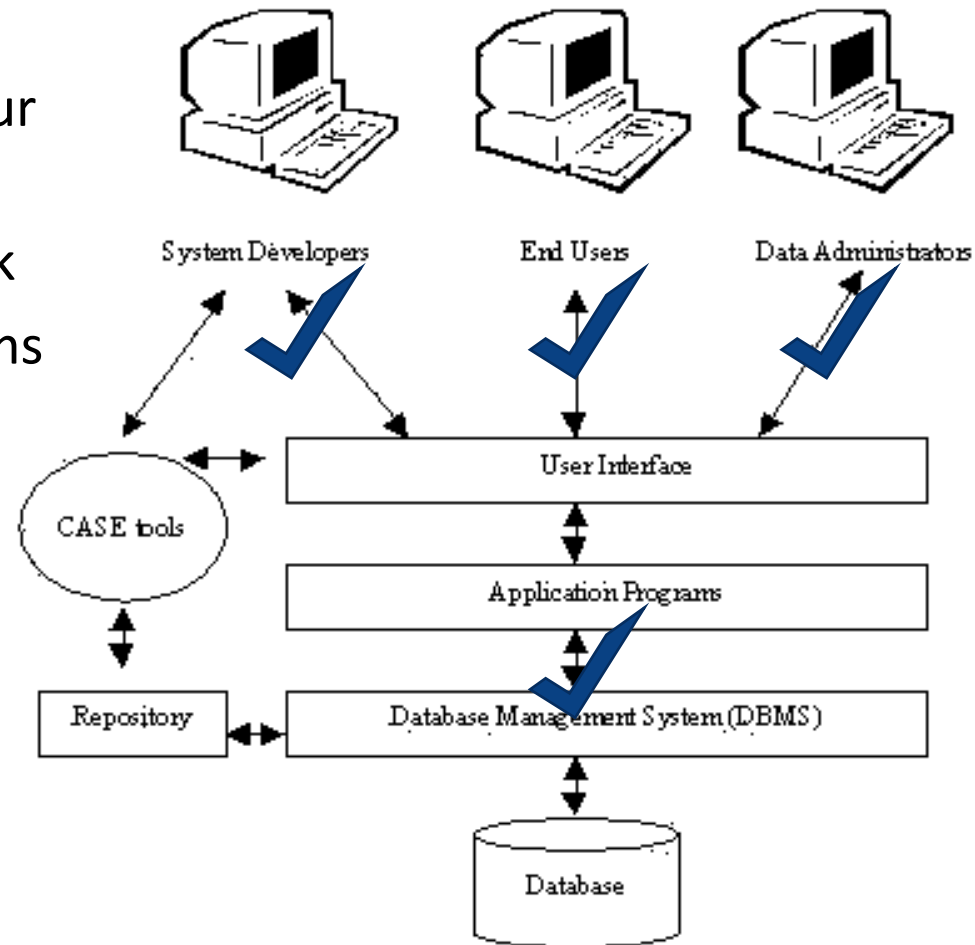 ur
k
ns
System Developers
End Users
Data Administrators
User Interface
CASE tools
Application Programs
Repository
Database Management System (DBMS)
Database